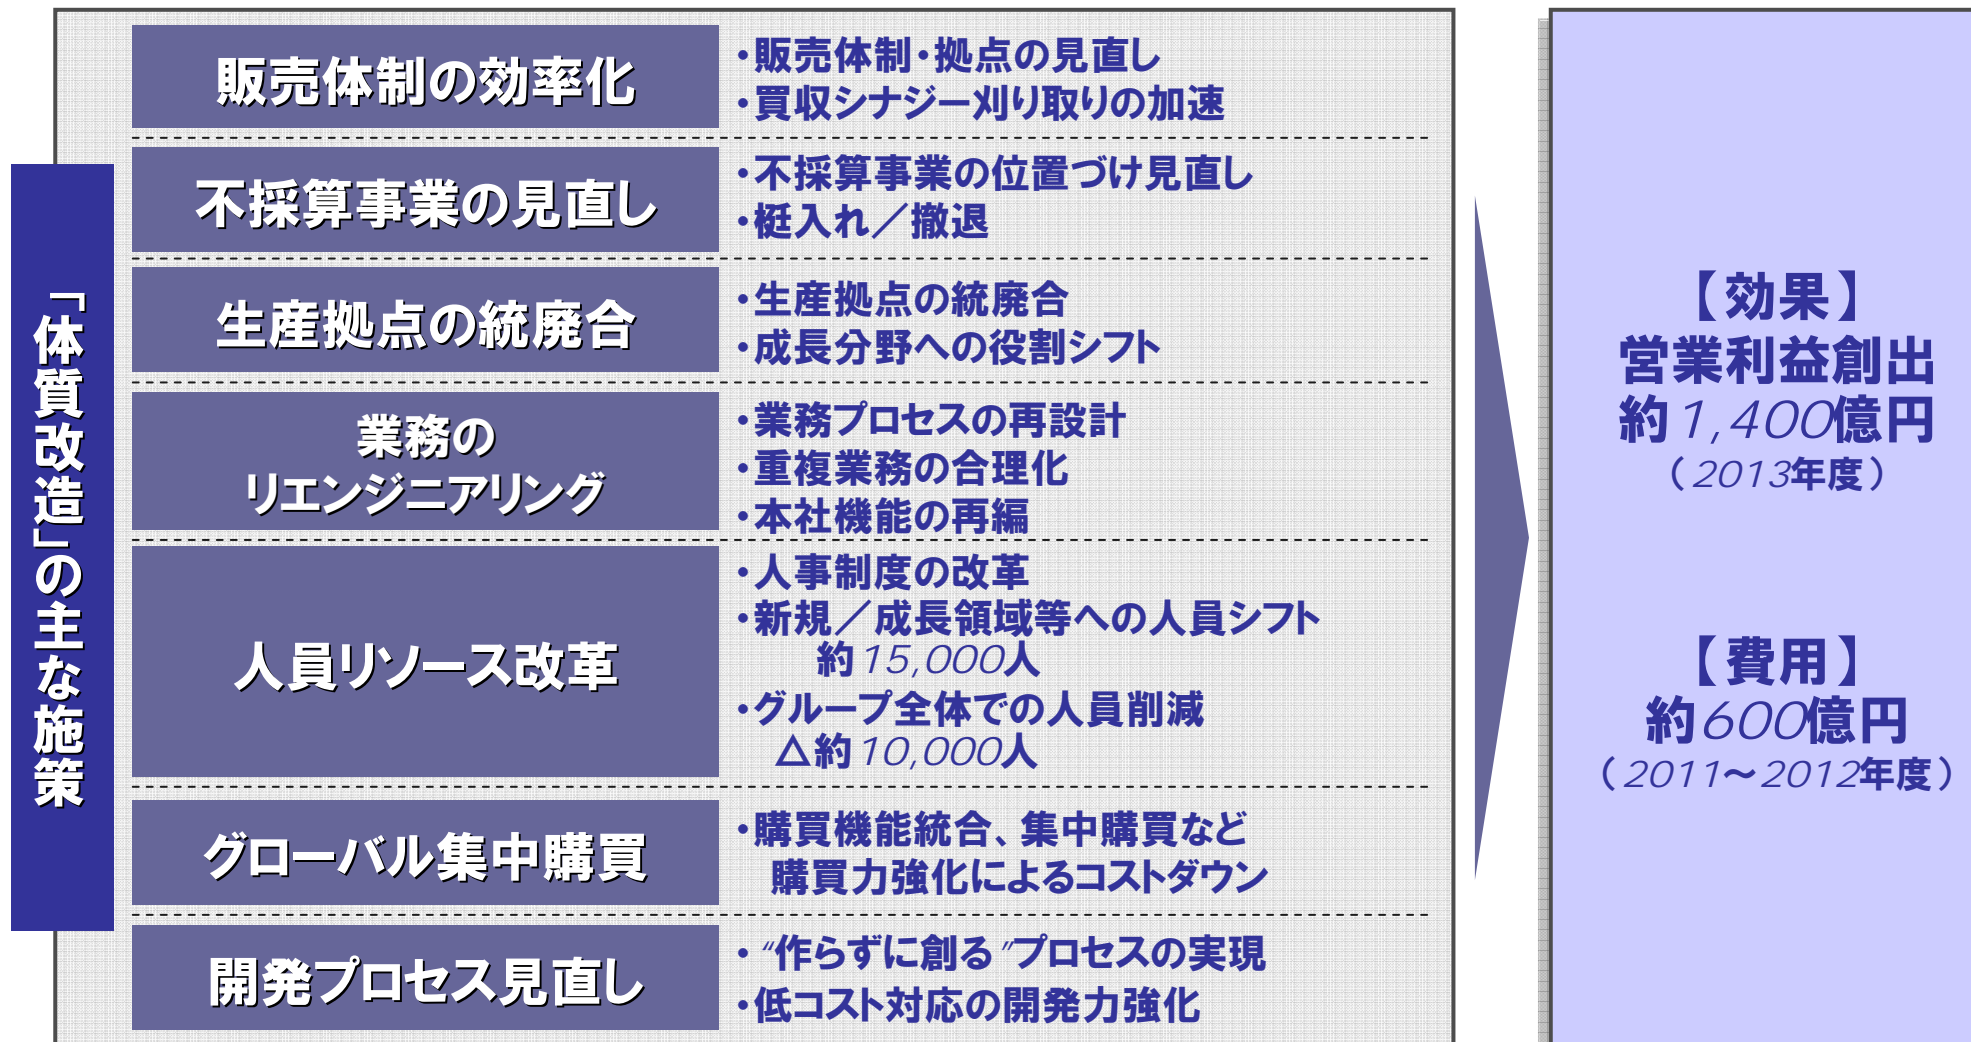 「体質改造」の主な施策
販売体制の効率化
・販売体制・拠点の見直し
・買収シナジー刈り取りの加速
不採算事業の見直し
・不採算事業の位置づけ見直し
・梃入れ／撤退
生産拠点の統廃合
・生産拠点の統廃合
・成長分野への役割シフト
業務の
リエンジニアリング
・業務プロセスの再設計
・重複業務の合理化
・本社機能の再編
人員リソース改革
・人事制度の改革
・新規／成長領域等への人員シフト
約15,000人
・グループ全体での人員削減
△約10,000人
グローバル集中購買
・購買機能統合、集中購買など
購買力強化によるコストダウン
開発プロセス見直し
・“作らずに創る”プロセスの実現
・低コスト対応の開発力強化
【効果】
営業利益創出
約1,400億円
（2013年度）
【費用】
約600億円
（2011～2012年度）